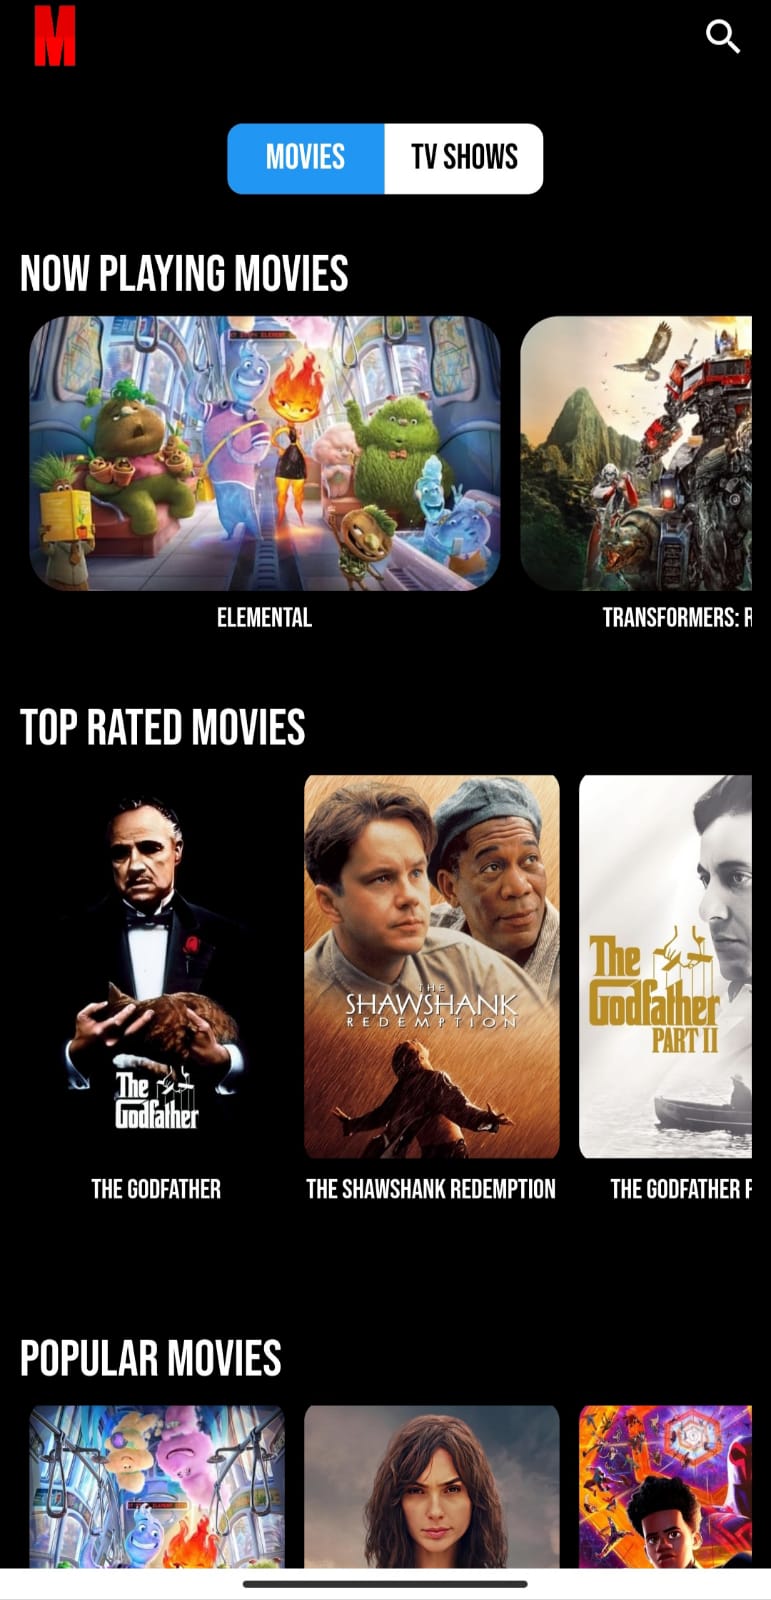 M
MOVIES
TV SHOWS
NOW PLAYING MOVIES
ELEMENTAL
TRANSFORMERS: R
TOP RATED MOVIES
The
Godfather
THE
SHAWSHANK
REDEMPTION
The
Godfather
PART II
THE GODFATHER
THE SHAWSHANK REDEMPTION
THE GODFATHER P
POPULAR MOVIES